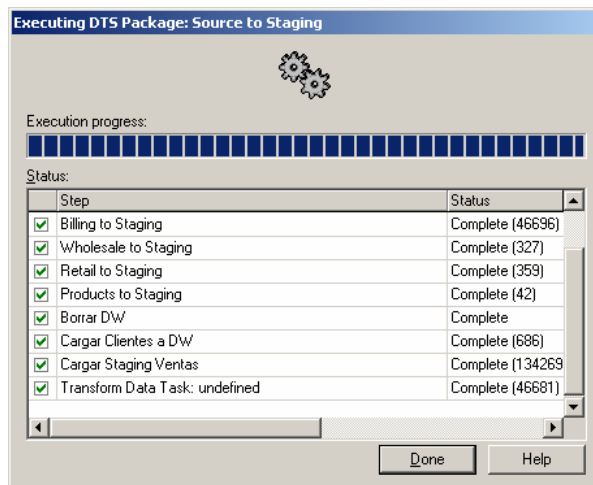 Executing DTS Package: Source to Staging
Execution progress:
Status:
Step Status
Billing to Staging Complete (46696)
Wholesale to Staging Complete (327)
Retail to Staging Complete (359)
Products to Staging Complete (42)
Borrar DW Complete
Cargar Clientes a DW Complete (686)
Cargar Staging Ventas Complete (134269
Transform Data Task: undefined Complete (46681)
Done Help